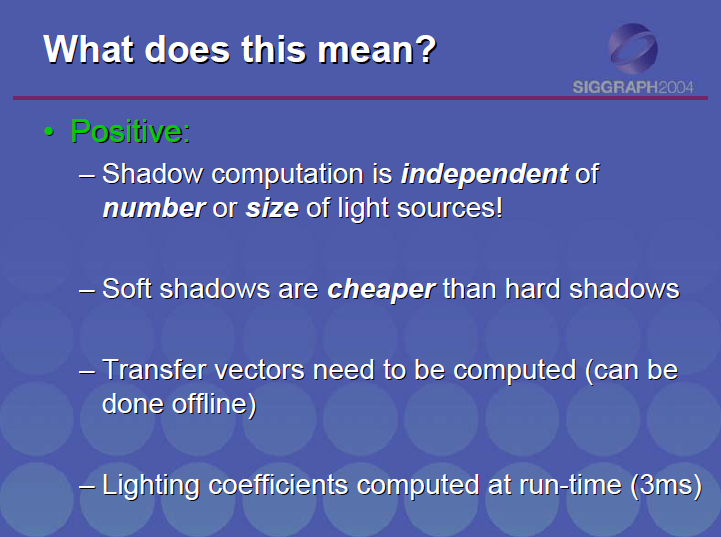 What does this mean?
SIGGRAPH2004
• Positive:
– Shadow computation is independent of
number or size of light sources!
– Soft shadows are cheaper than hard shadows
– Transfer vectors need to be computed (can be
done offline)
– Lighting coefficients computed at run-time (3ms)